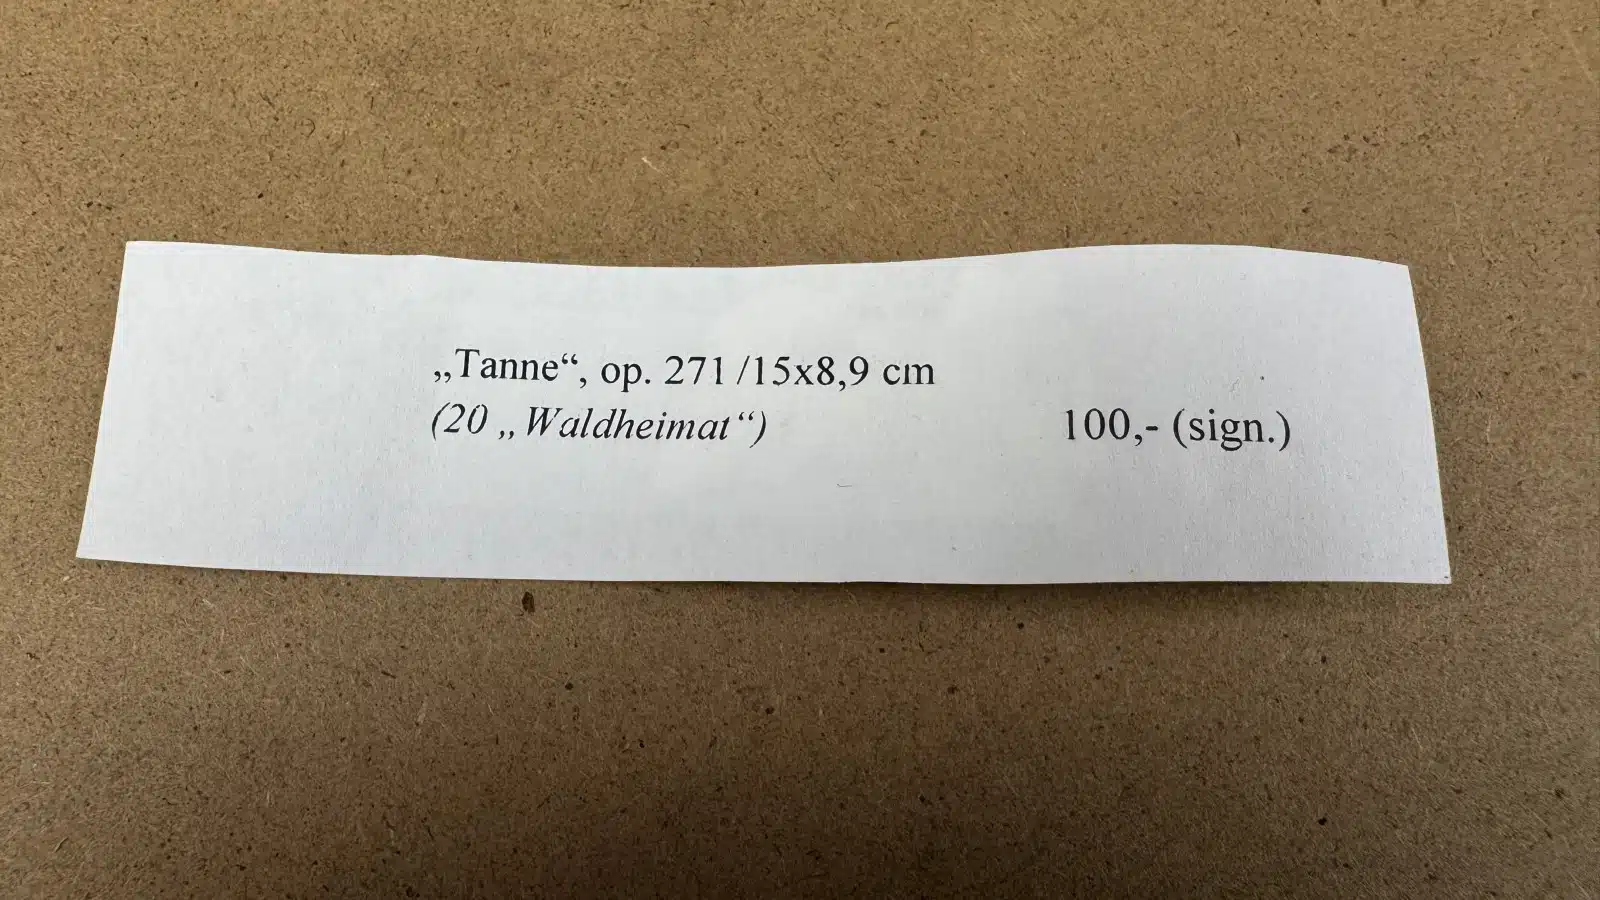 „Tanne“, op. 271 /15x8,9 cm
(20 „Waldheimat“) 100,- (sign.)